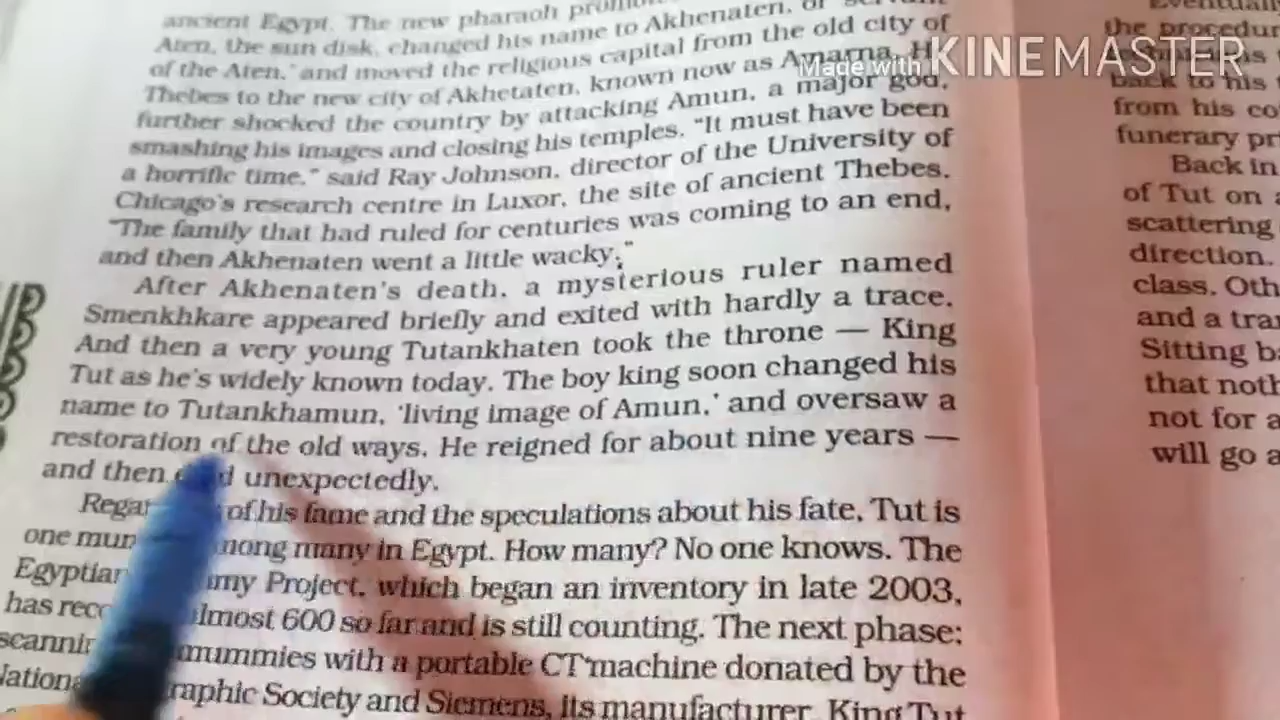 ancient Egypt. The new pharaoh
Aten, the sun disk, changed his name to Akhenaten, or servant
of the Aten,' and moved the religious capital from the old city of
Thebes to the new city of Akhetaten, known now as Amarna. He
further shocked the country by attacking Amun, a major god,
smashing his images and closing his temples. “It must have been
a horrific time,” said Ray Johnson, director of the University of
Chicago's research centre in Luxor, the site of ancient Thebes.
“The family that had ruled for centuries was coming to an end,
and then Akhenaten went a little wacky.”
After Akhenaten's death, a mysterious ruler named
Smenkhkare appeared briefly and exited with hardly a trace.
And then a very young Tutankhaten took the throne — King
Tut as he's widely known today. The boy king soon changed his
name to Tutankhamun, ‘living image of Amun,’ and oversaw a
restoration of the old ways. He reigned for about nine years —
and then unexpectedly.
of his fame and the speculations about his fate, Tut is
one among many in Egypt. How many? No one knows. The
Egyptian Project, which began an inventory in late 2003,
has almost 600 so far and is still counting. The next phase:
mummies with a portable CT machine donated by the
Society and Siemens, its manufacturer. King Tut
Made with KINEMASTER
the
back to his
from his
funerary
Back in
of Tut on
scattering
direction.
class.
and a
Sitting
that
not for
will go